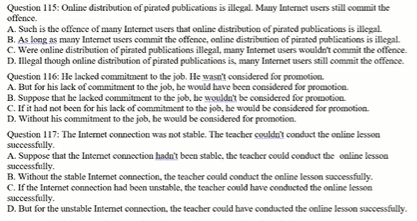 Question 115: Online distribution of pirated publications is illegal. Many Internet users still commit the
offence.
A. Such is the offence of many Internet users that online distribution of pirated publications is illegal.
B. As long as many Internet users commit the offence, online distribution of pirated publications is illegal.
C. Were online distribution of pirated publications illegal, many Internet users wouldn't commit the offence.
D. Illegal though online distribution of pirated publications is, many Internet users still commit the offence.
Question 116: He lacked commitment to the job. He wasn't considered for promotion.
A. But for his lack of commitment to the job, he would have been considered for promotion.
B. Suppose that he lacked commitment to the job, he wouldn't be considered for promotion.
C. If it had not been for his lack of commitment to the job, he would be considered for promotion.
D. Without his commitment to the job, he would be considered for promotion.
Question 117: The Internet connection was not stable. The teacher couldn't conduct the online lesson
successfully.
A. Suppose that the Internet connection hadn't been stable, the teacher could conduct the online lesson
successfully.
B. Without the stable Internet connection, the teacher could conduct the online lesson successfully.
C. If the Internet connection had been unstable, the teacher could have conducted the online lesson
successfully.
D. But for the unstable Internet connection, the teacher could have conducted the online lesson successfully.